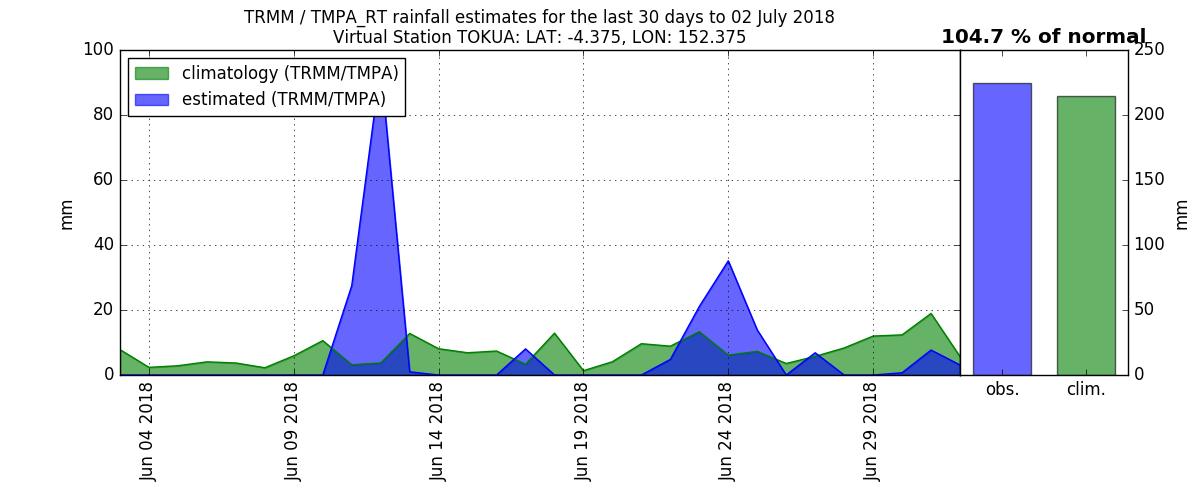 TRMM / TMPA_RT rainfall estimates for the last 30 days to 02 July 2018
Virtual Station TOKUA: LAT: -4.375, LON: 152.375
104.7 % of normal
climatology (TRMM/TMPA)
estimated (TRMM/TMPA)
100
80
60
40
20
0
mm
Jun 04 2018
Jun 09 2018
Jun 14 2018
Jun 19 2018
Jun 24 2018
Jun 29 2018
obs.
clim.
250
200
150
100
50
0
mm